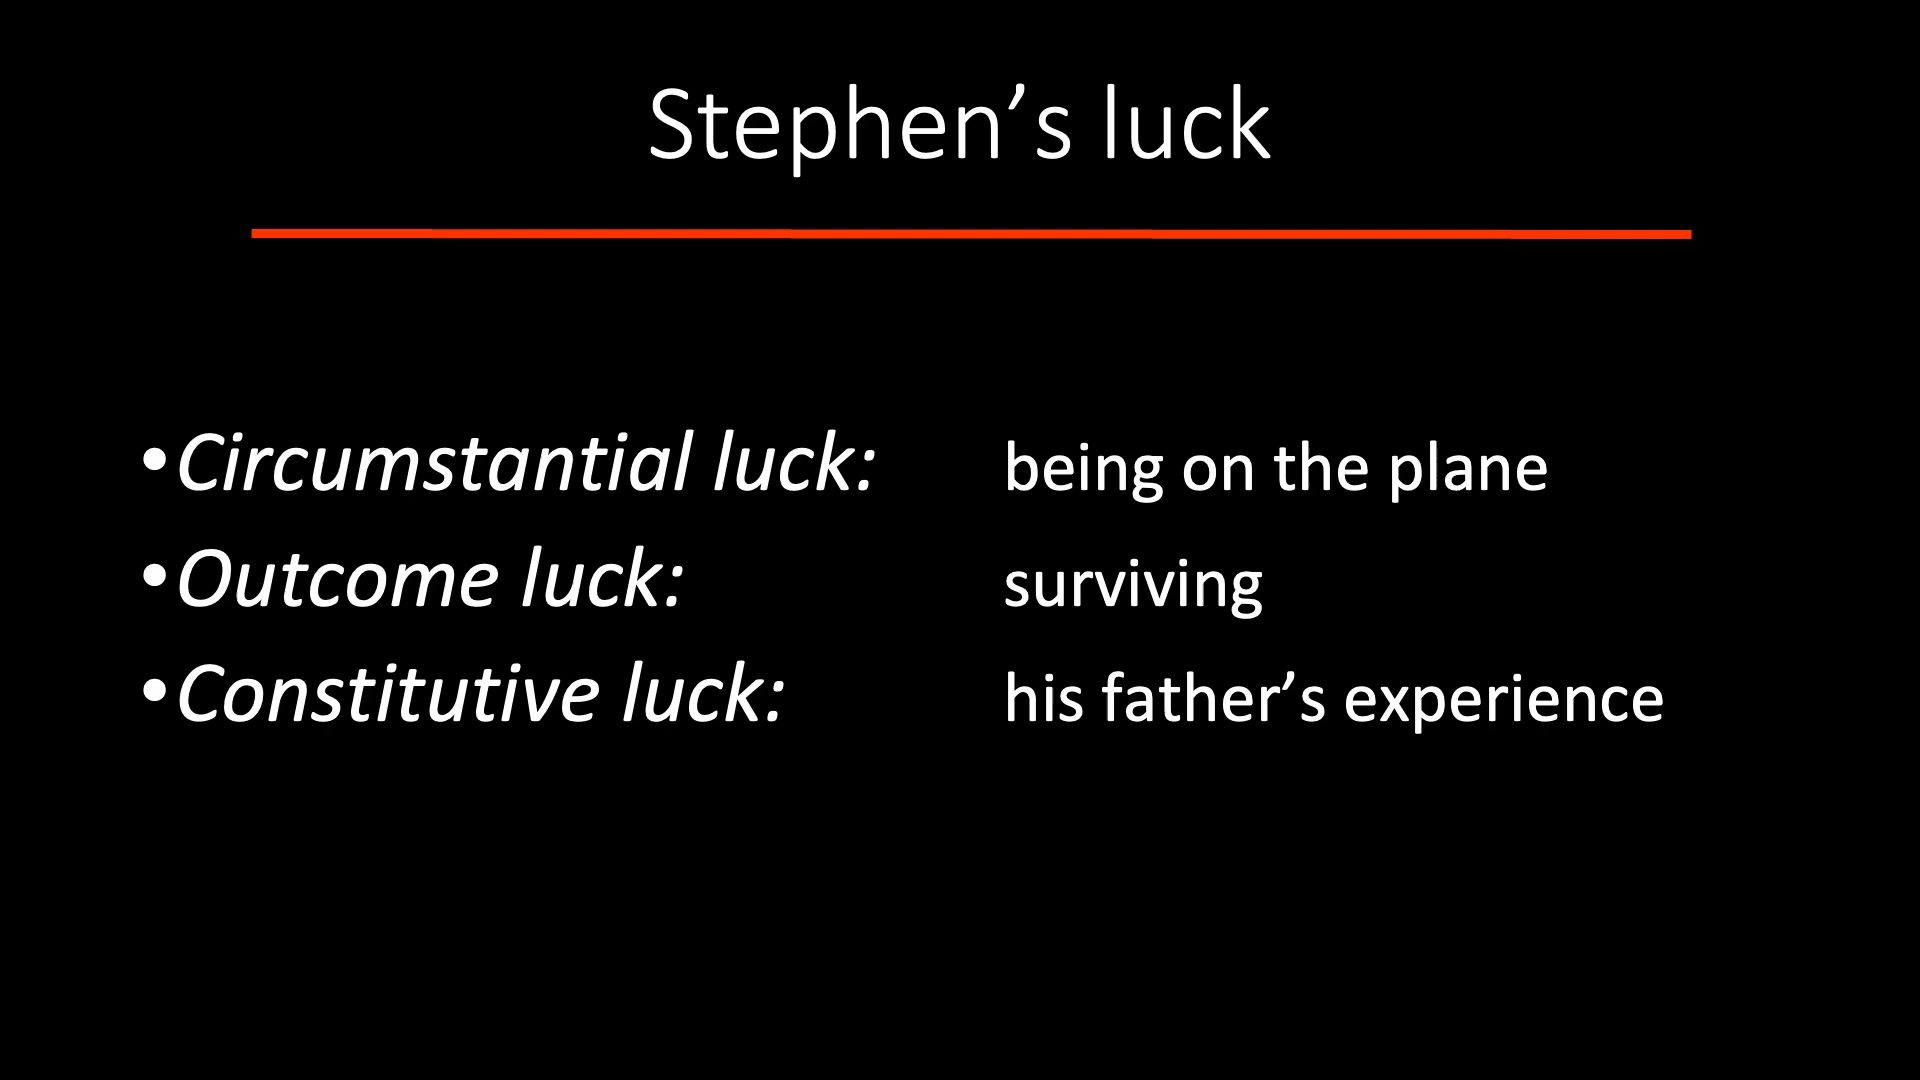 Stephen’s luck
•Circumstantial luck: being on the plane
•Outcome luck: surviving
•Constitutive luck: his father’s experience